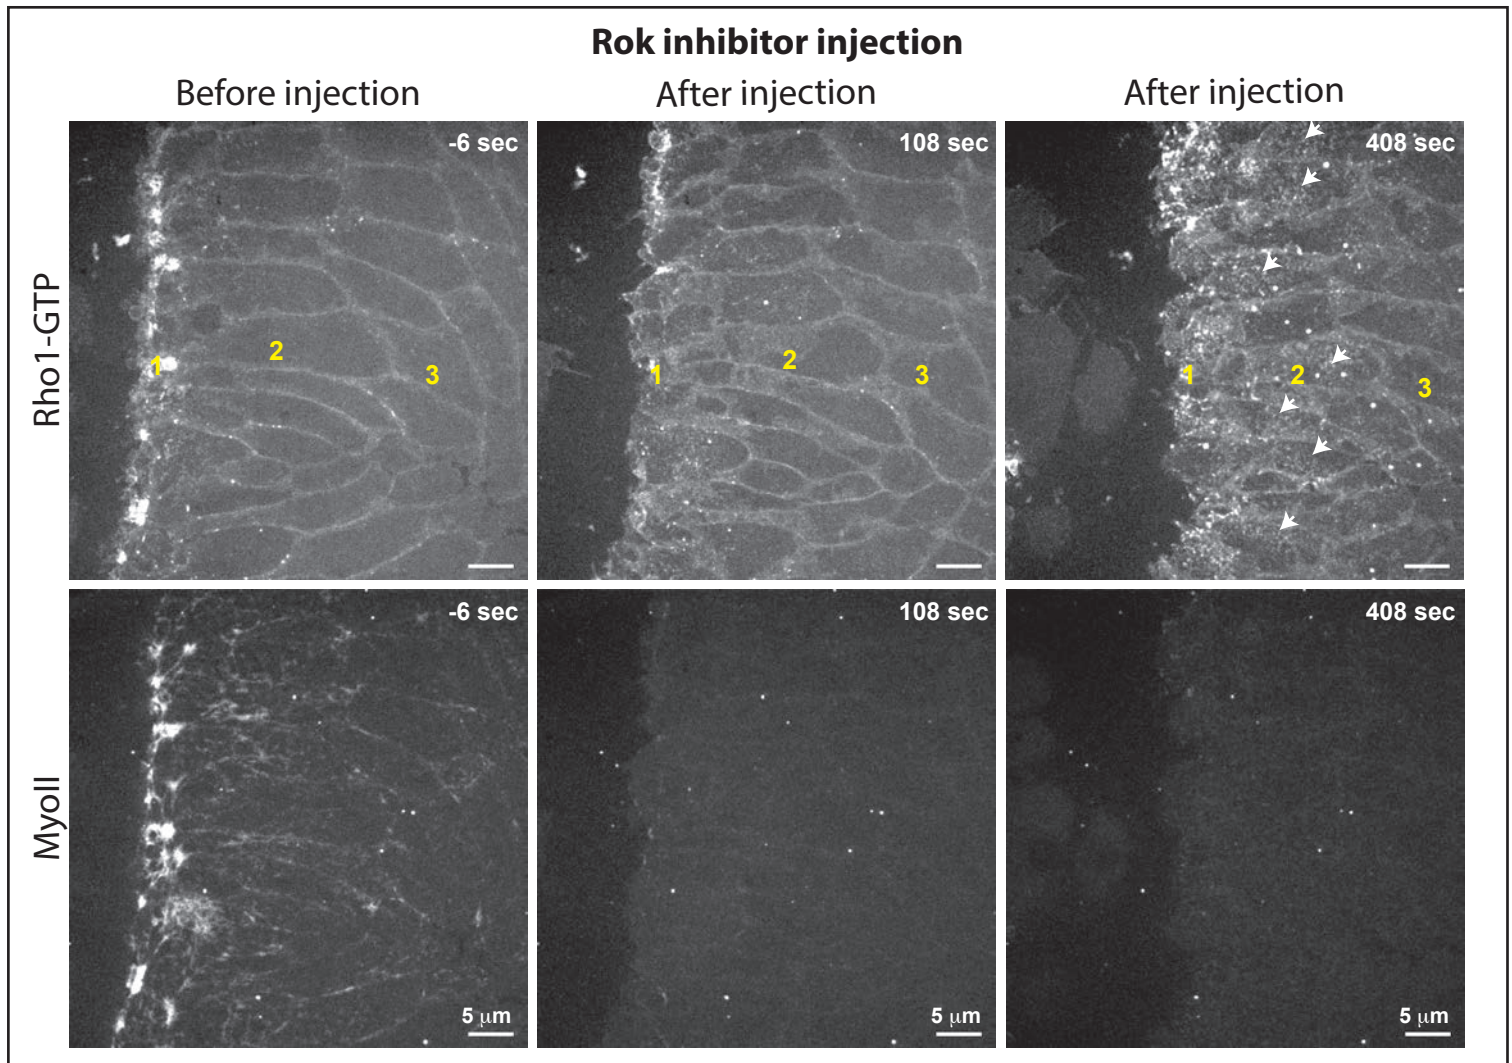 Rok inhibitor injection
Before injection
After injection
After injection
Rho1-GTP
-6 sec
108 sec
408 sec
1
2
3
1
2
3
1
2
3
MyoII
-6 sec
108 sec
408 sec
5 μm
5 μm
5 μm